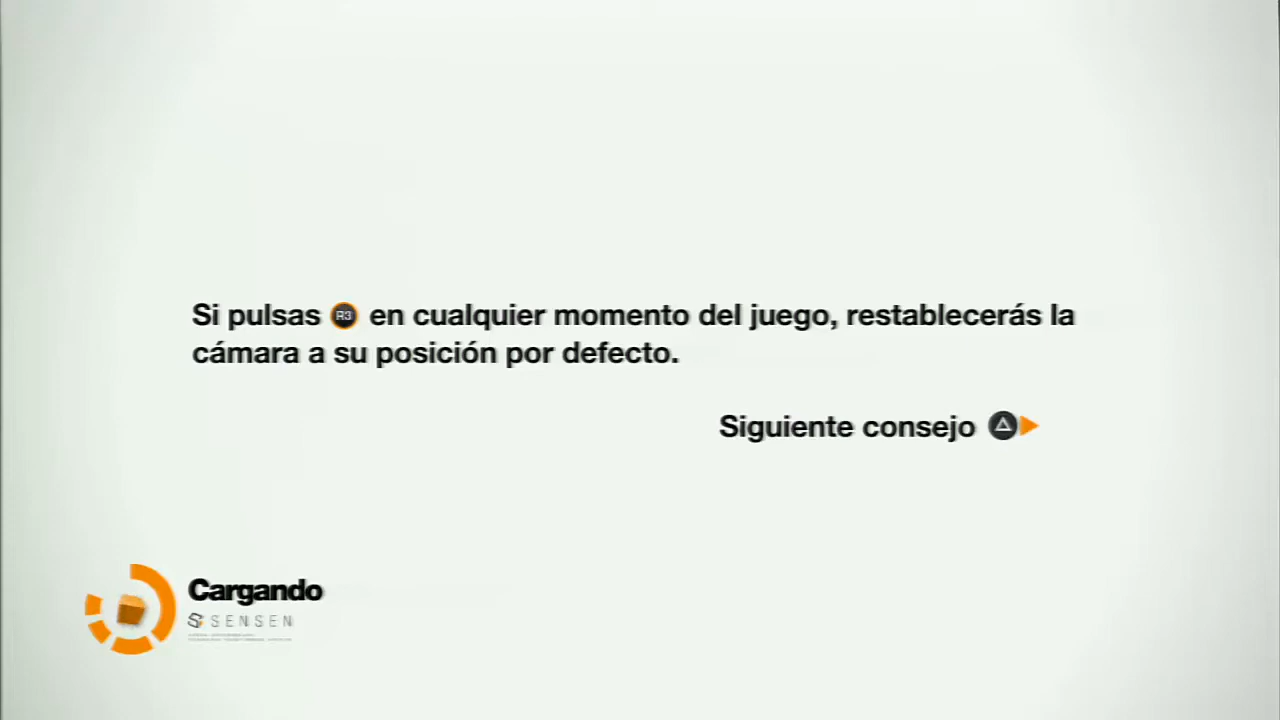 Si pulsas R3 en cualquier momento del juego, restablecerás la
cámara a su posición por defecto.
Siguiente consejo
Cargando
SENSEN